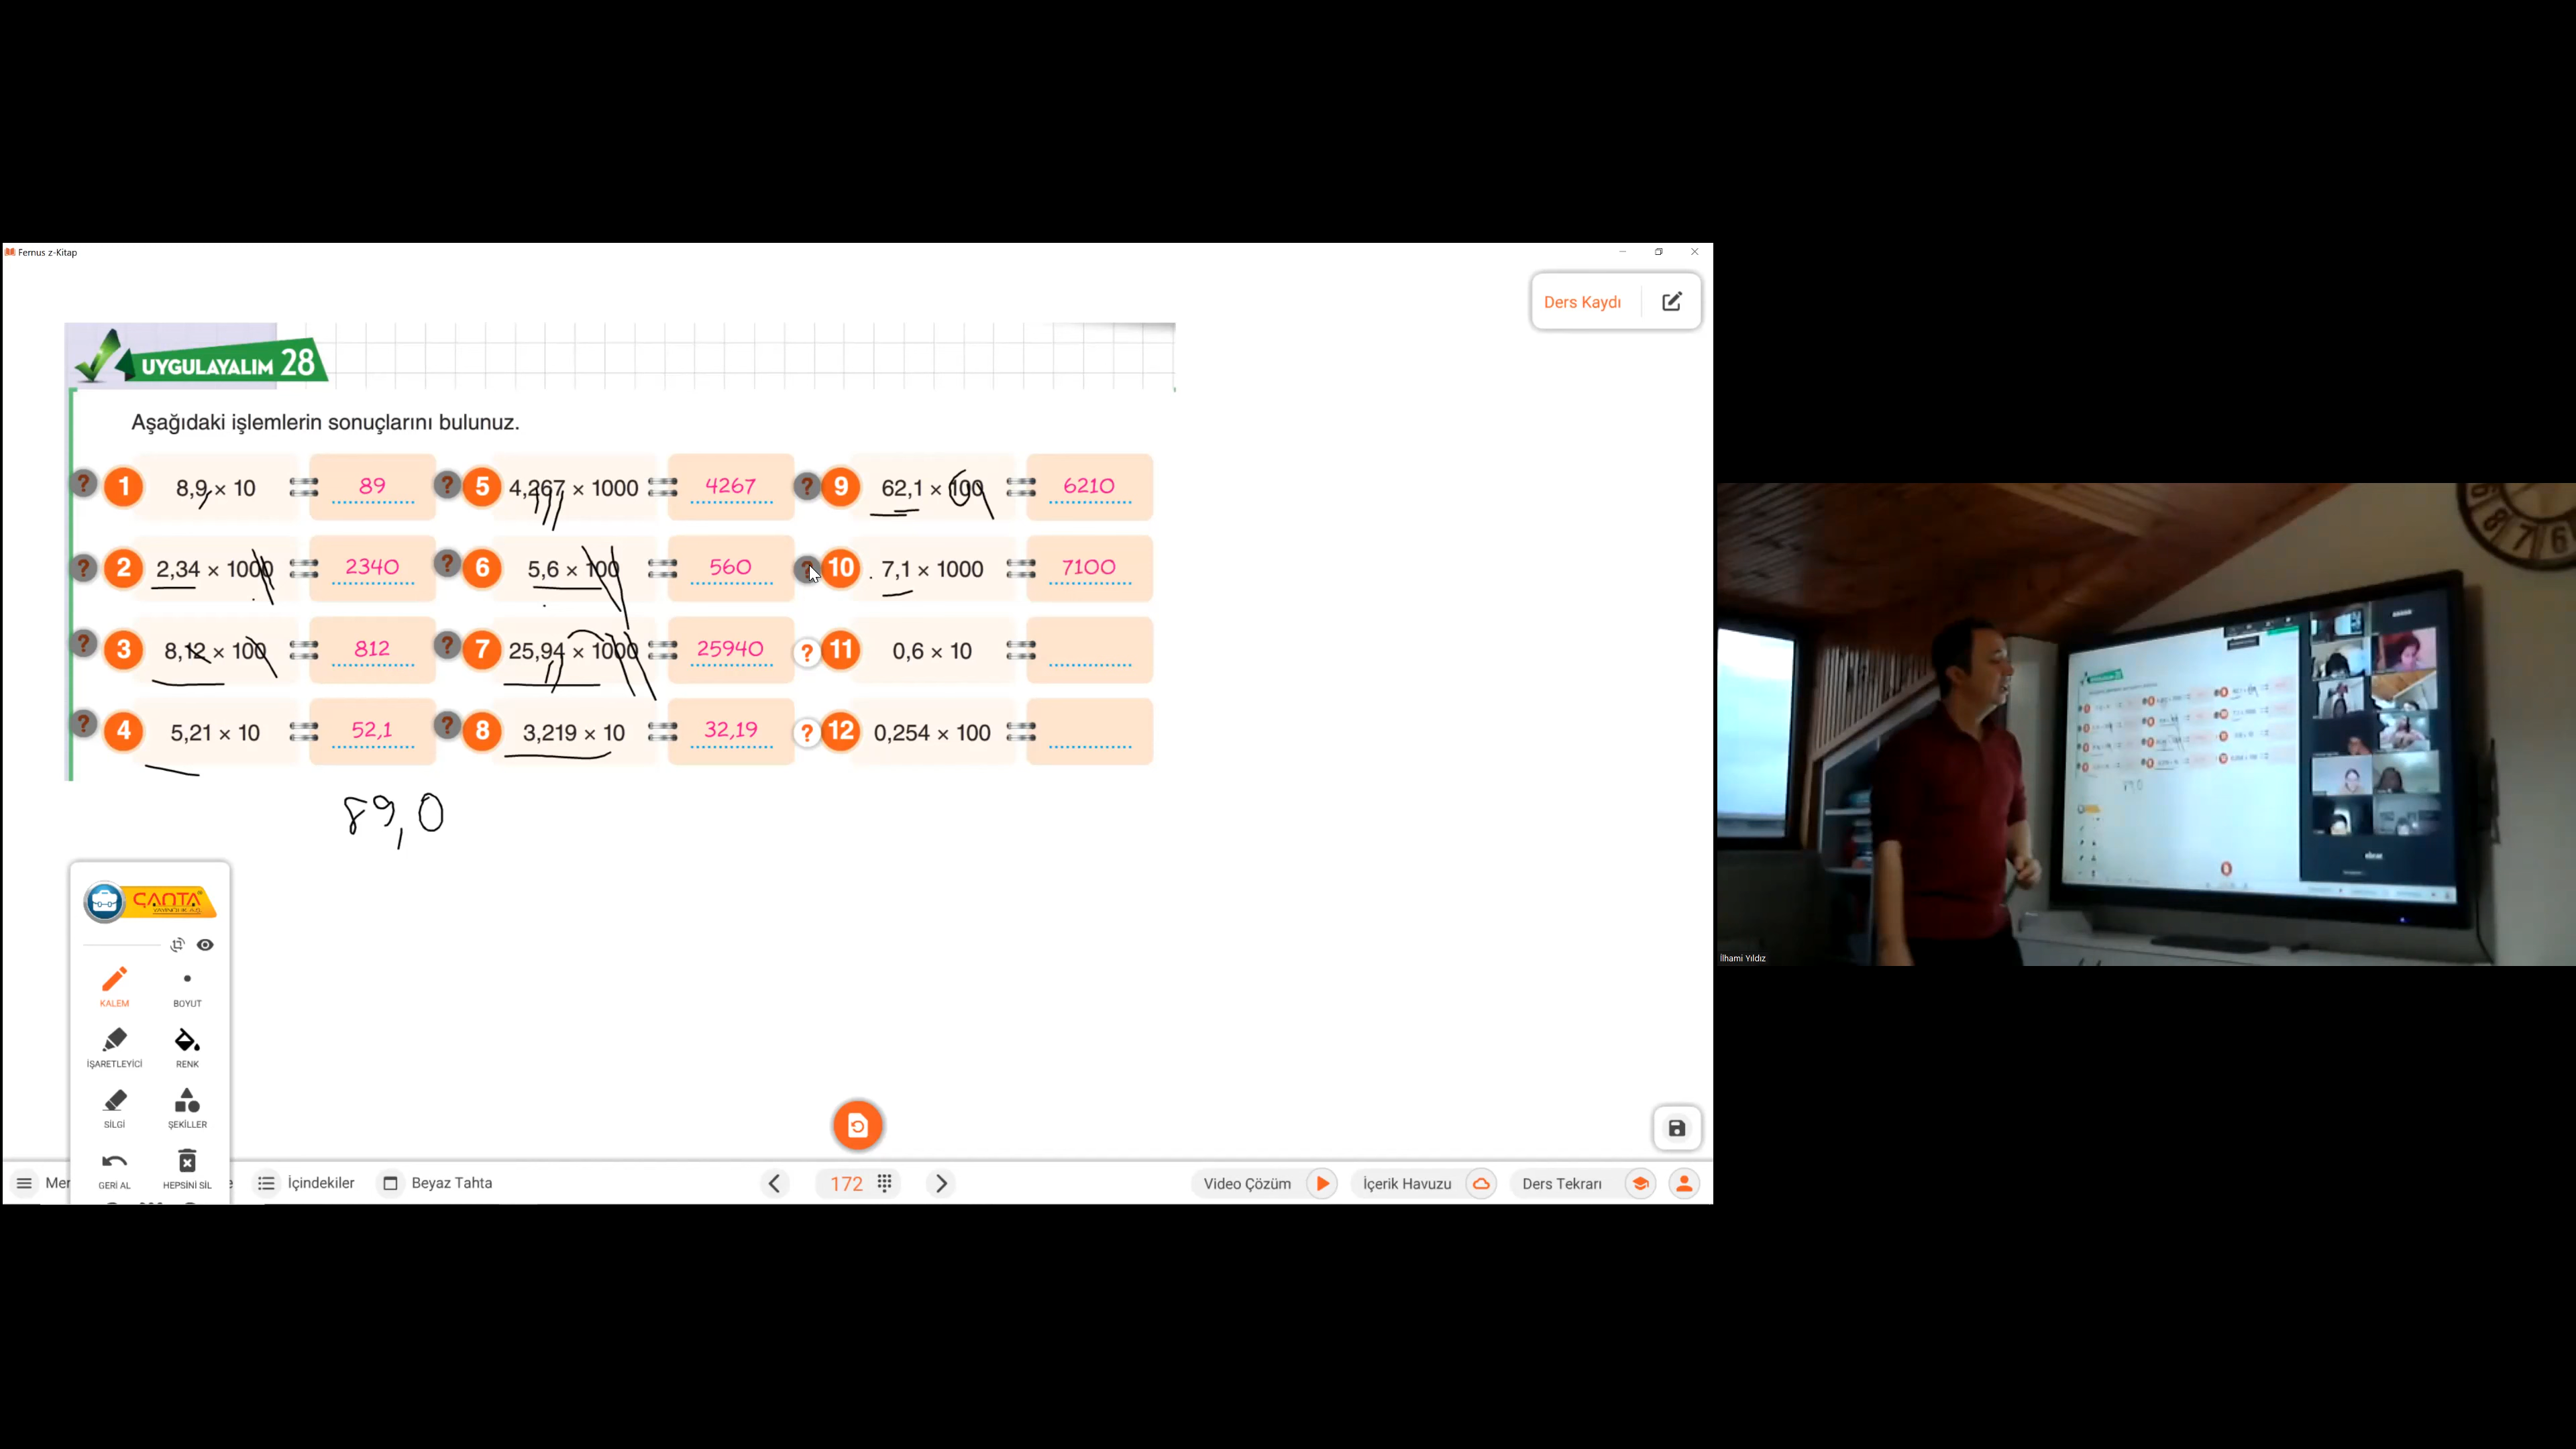 Fernus z-Kitap
Ders Kaydı
UYGULAYALIM 28
Aşağıdaki işlemlerin sonuçlarını bulunuz.
? 1 8,9 × 10 = 89
? 2 2,34 × 1000 = 2340
? 3 8,12 × 100 = 812
? 4 5,21 × 10 = 52,1
? 5 4,267 × 1000 = 4267
? 6 5,6 × 100 = 560
? 7 25,94 × 1000 = 25940
? 8 3,219 × 10 = 32,19
? 9 62,1 × 100 = 6210
? 10 7,1 × 1000 = 7100
? 11 0,6 × 10 =
? 12 0,254 × 100 =
89,0
ÇANTA
KALEM BOYUT
İŞARETLEYİCİ RENK
SİLGİ ŞEKİLLER
GERİ AL HEPSİNİ SİL
İçindekiler Beyaz Tahta 172 Video Çözüm İçerik Havuzu Ders Tekrarı
İlhami Yıldız